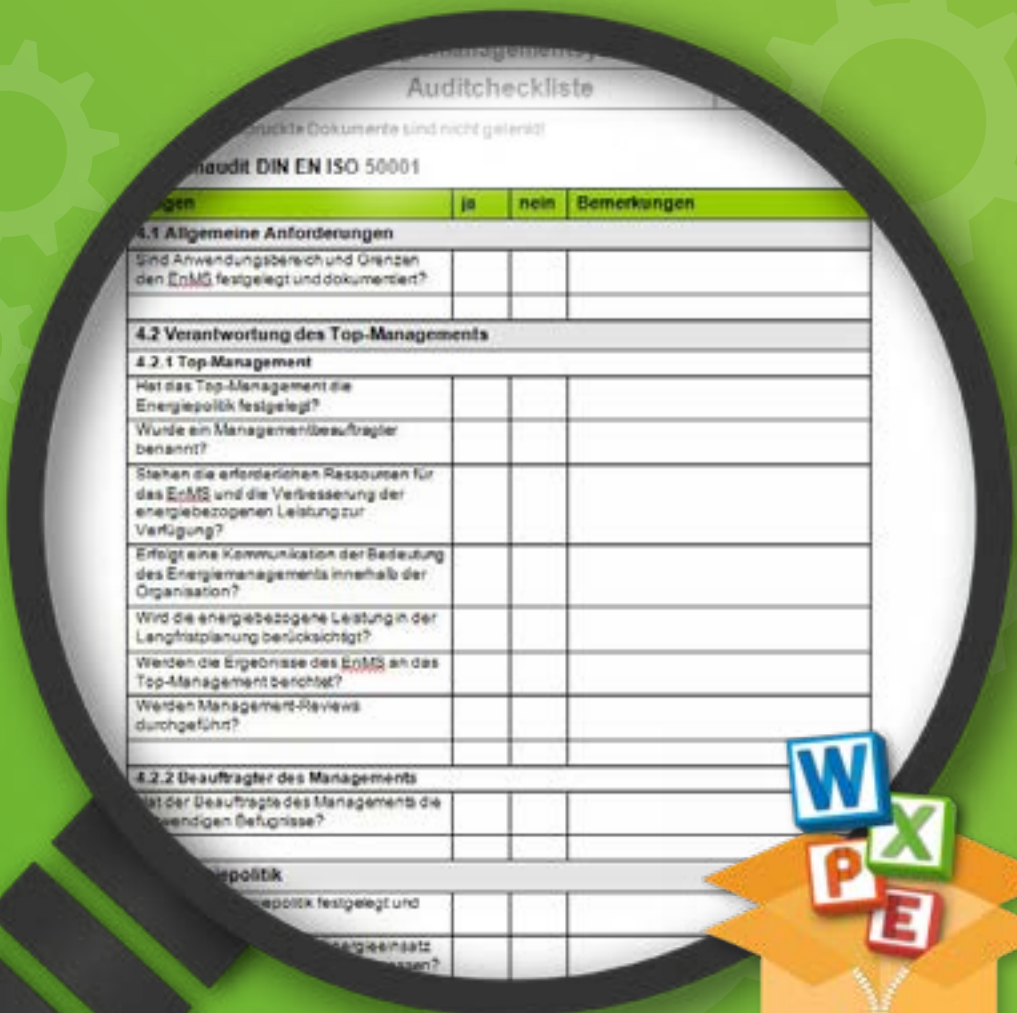 Auditcheckliste
Dokumente sind nicht gelenkt!
DIN EN ISO 50001
ja nein Bemerkungen
4.1 Allgemeine Anforderungen
Sind Anwendungsbereich und Grenzen
den EnMS festgelegt und dokumentiert?
4.2 Verantwortung des Top-Managements
4.2.1 Top-Management
Hat das Top-Management die
Energiepolitik festgelegt?
Wurde ein Managementbeauftragter
benannt?
Stehen die erforderlichen Ressourcen für
das EnMS und die Verbesserung der
energiebezogenen Leistung zur
Verfügung?
Erfolgt eine Kommunikation der Bedeutung
des Energiemanagements innerhalb der
Organisation?
Wird die energiebezogene Leistung in der
Langfristplanung berücksichtigt?
Werden die Ergebnisse des EnMS an das
Top-Management berichtet?
Werden Management-Reviews
durchgeführt?
4.2.2 Beauftragter des Managements
Hat der Beauftragte des Managements die
Befugnisse?
festgelegt und
W
X
P
E